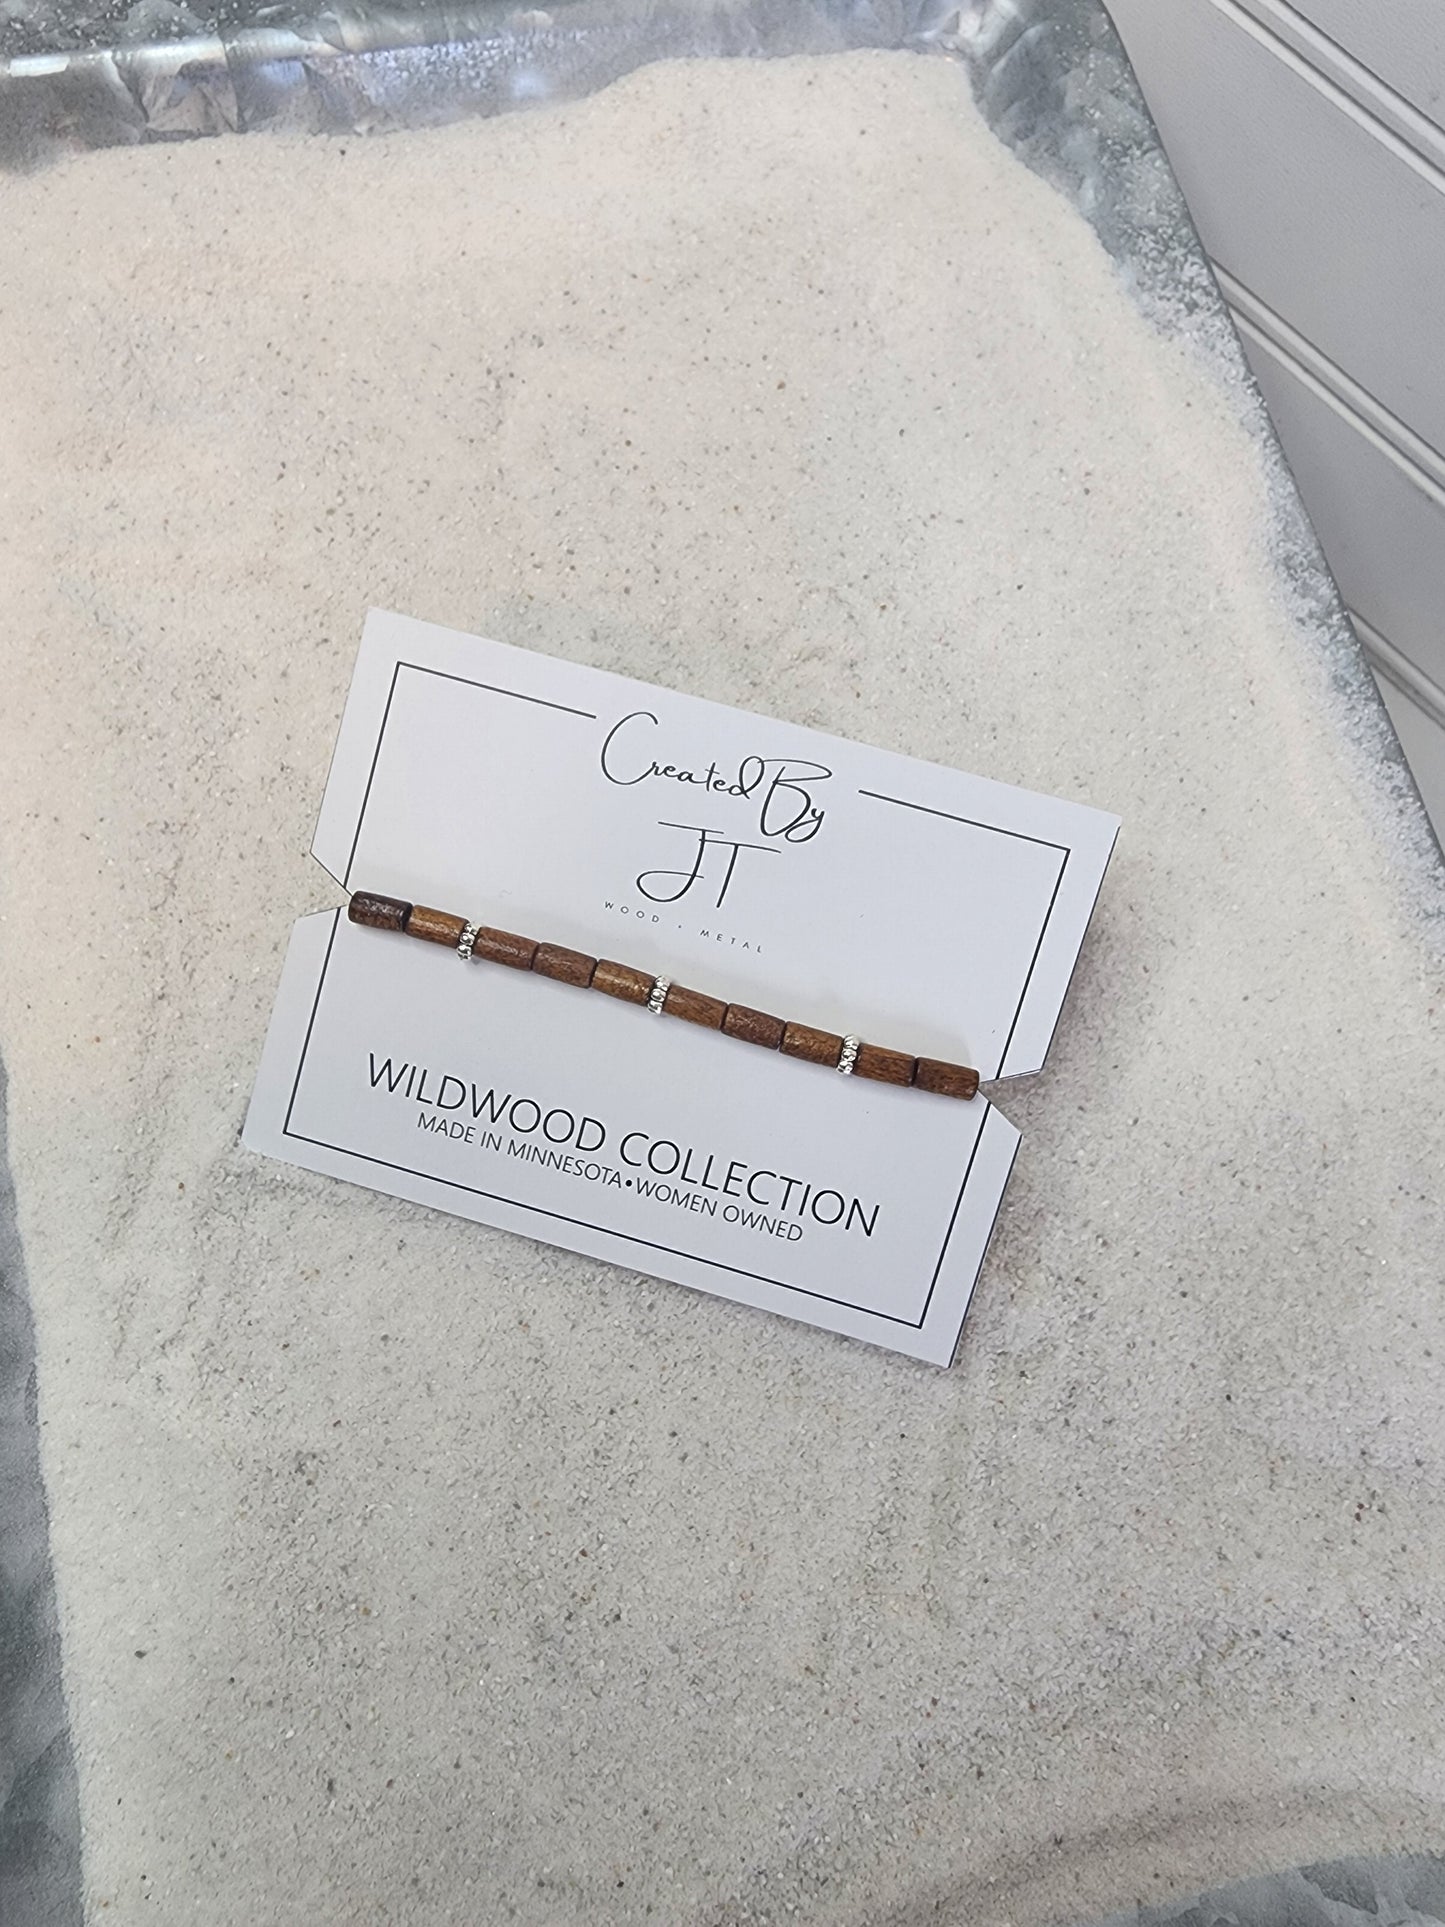 Created By
JT
WOOD • METAL
WILDWOOD COLLECTION
MADE IN MINNESOTA•WOMEN OWNED